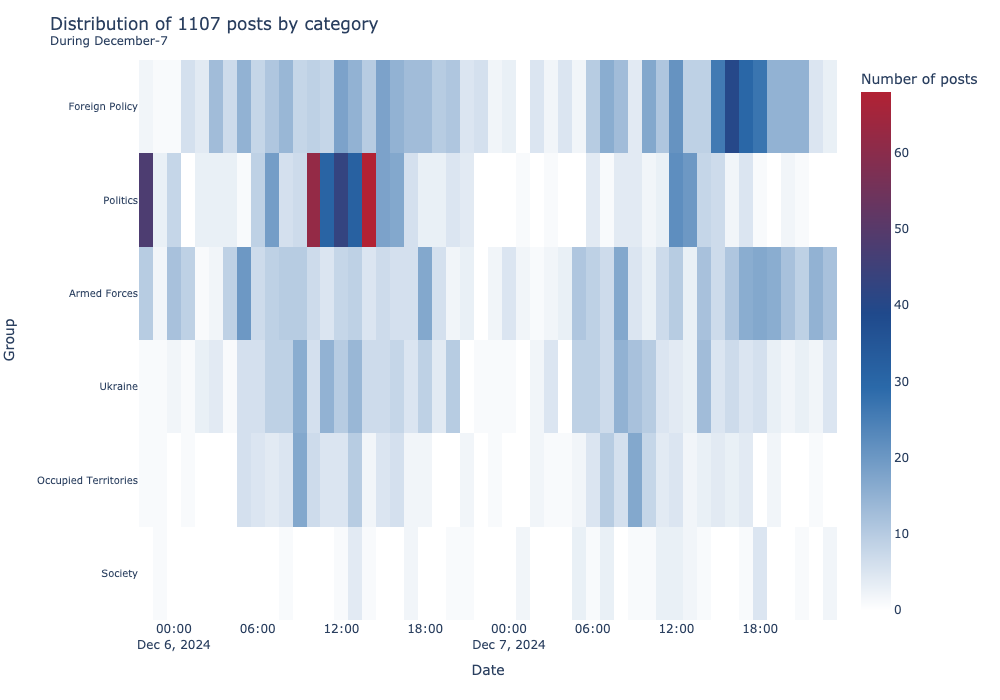 Distribution of 1107 posts by category
During December-7
Number of posts
Foreign Policy
Politics
Armed Forces
Ukraine
Occupied Territories
Society
Group
60
50
40
30
20
10
0
00:00 06:00 12:00 18:00 00:00 06:00 12:00 18:00
Dec 6, 2024 Dec 7, 2024
Date